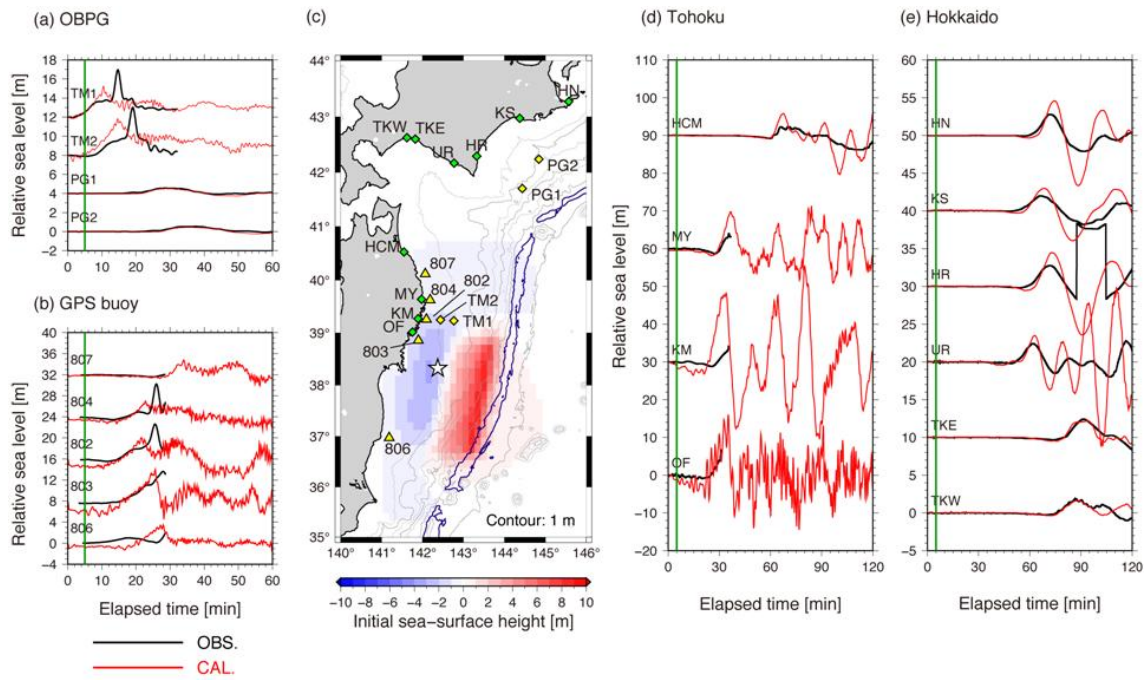 (a) OBPG
Relative sea level [m]
18
16
14
12
10
8
6
4
2
0
-2
TM1
TM2
PG1
PG2
0 10 20 30 40 50 60
(b) GPS buoy
Relative sea level [m]
40
36
32
28
24
20
16
12
8
4
0
-4
807
804
802
803
806
0 10 20 30 40 50 60
Elapsed time [min]
OBS.
CAL.
(c)
44°
43°
42°
41°
40°
39°
38°
37°
36°
35°
HN
KS
TKW TKE
UR
HR
PG2
PG1
HCM
807
802
804
MY
TM2
KM
OF
TM1
803
806
Contour: 1 m
140° 141° 142° 143° 144° 145° 146°
−10 −8 −6 −4 −2 0 2 4 6 8 10
Initial sea−surface height [m]
(d) Tohoku
Relative sea level [m]
120
110
100
90
80
70
60
50
40
30
20
10
0
−10
−20
HCM
MY
KM
OF
0 30 60 90 120
Elapsed time [min]
(e) Hokkaido
Relative sea level [m]
60
55
50
45
40
35
30
25
20
15
10
5
0
−5
HN
KS
HR
UR
TKE
TKW
0 30 60 90 120
Elapsed time [min]